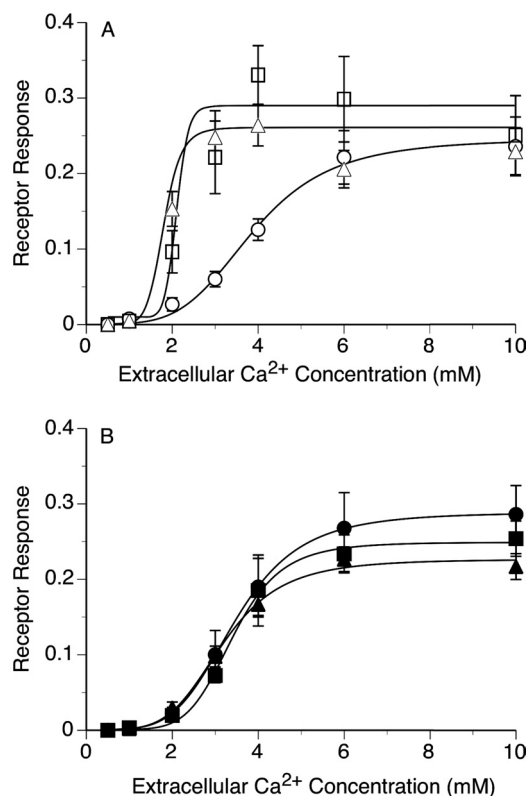 A
0.4
0.3
0.2
0.1
0
Receptor Response
0 2 4 6 8 10
Extracellular Ca²⁺ Concentration (mM)
B
0.4
0.3
0.2
0.1
0
Receptor Response
0 2 4 6 8 10
Extracellular Ca²⁺ Concentration (mM)